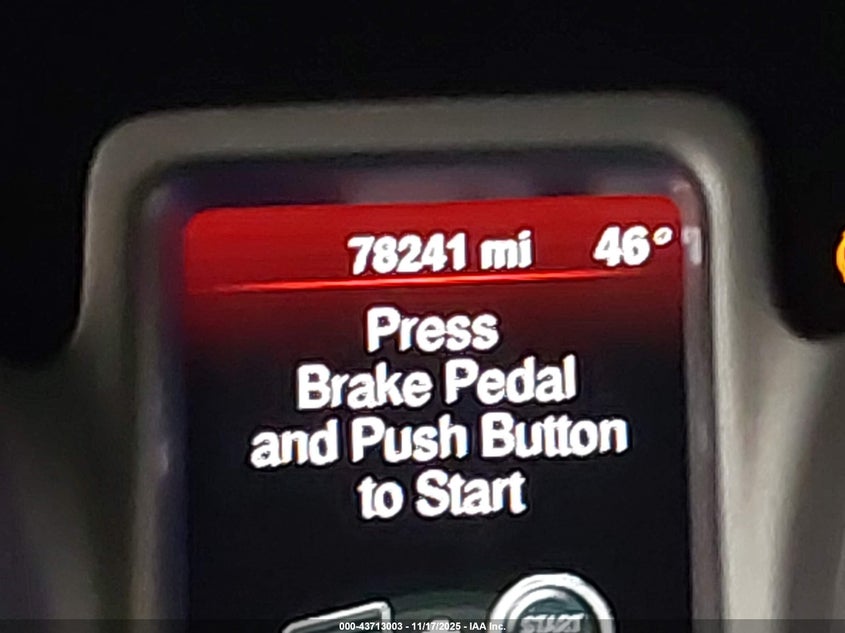 78241 mi 46°
Press
Brake Pedal
and Push Button
to Start
START
000-43713003 - 11/17/2025 - IAA Inc.